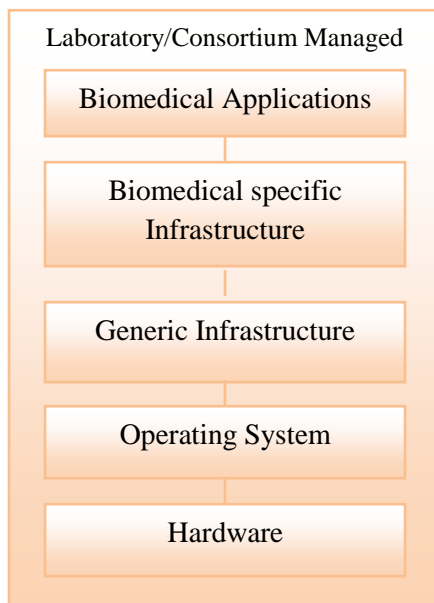 Laboratory/Consortium Managed
Biomedical Applications
Biomedical specific
Infrastructure
Generic Infrastructure
Operating System
Hardware